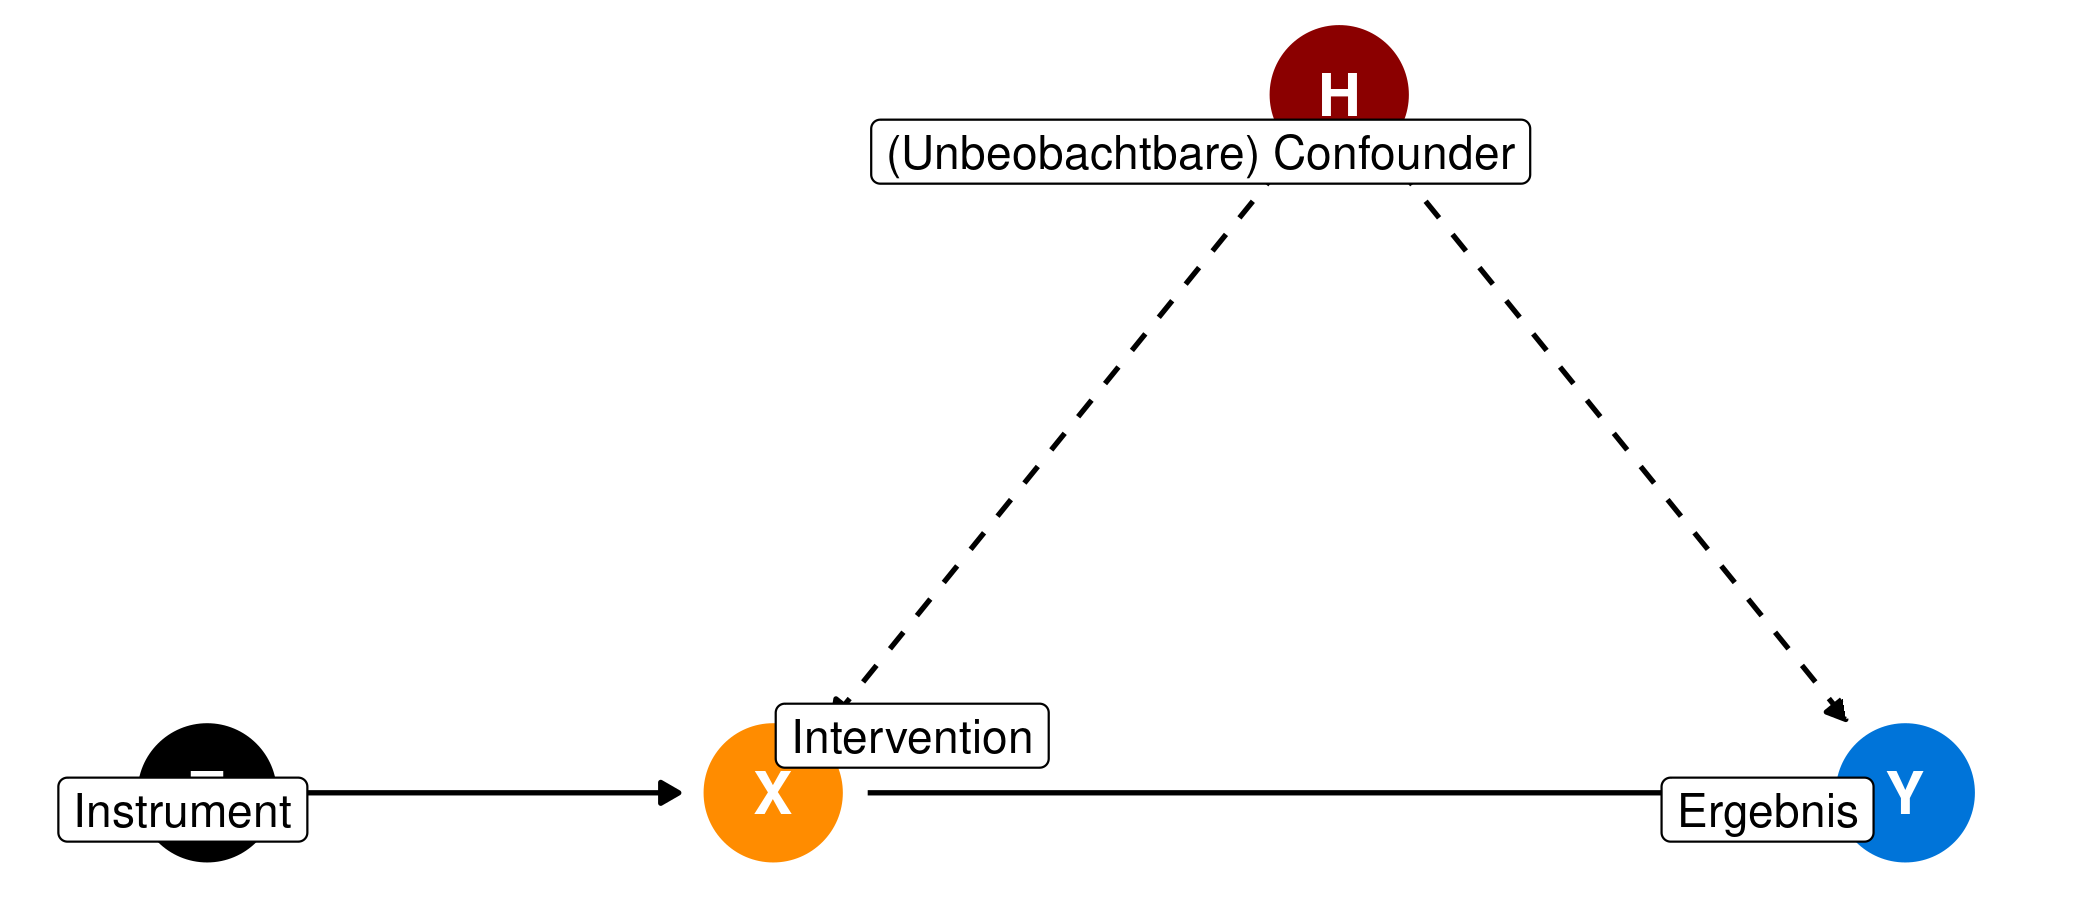 H
(Unbeobachtbare) Confounder
Intervention
X
Instrument
Ergebnis
Y